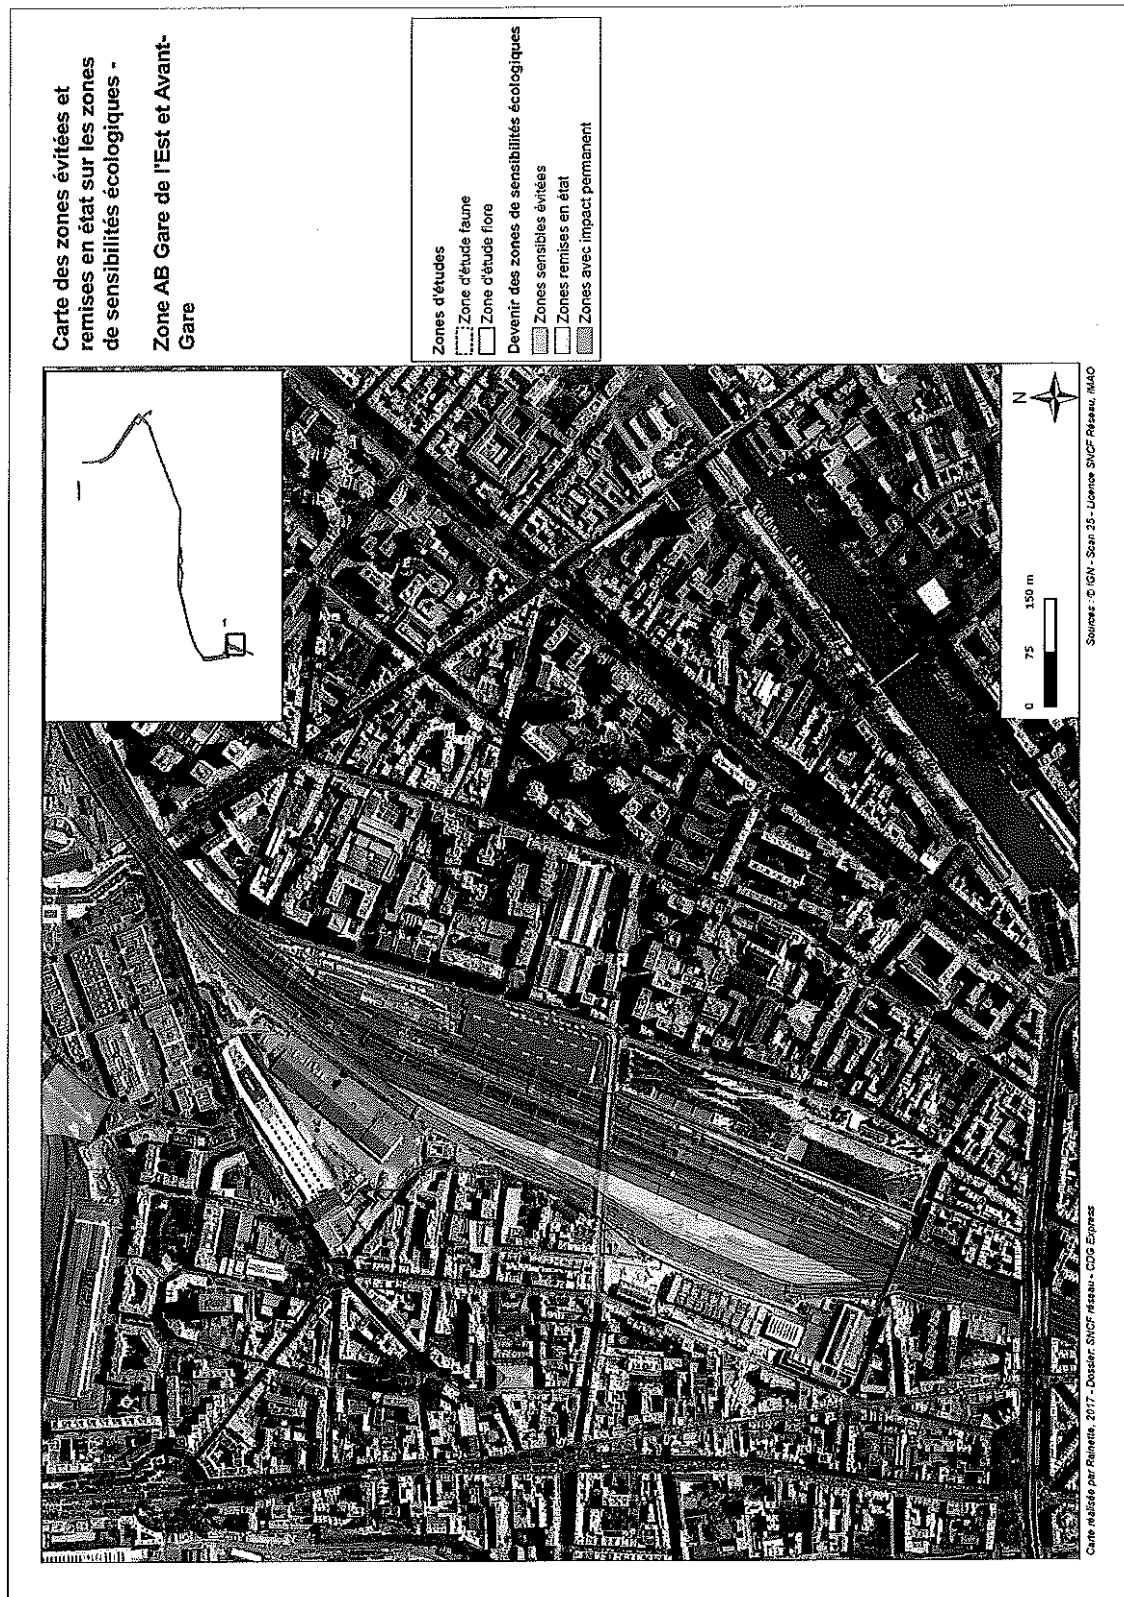 Carte des zones évitées et
remises en état sur les zones
de sensibilités écologiques -
Zone AB Gare de l'Est et Avant-
Gare
Zones d'études
Zone d'étude faune
Zone d'étude flore
Devenir des zones de sensibilités écologiques
Zones sensibles évitées
Zones remises en état
Zones avec impact permanent
1
N
0 75 150 m
Carte réalisée par Rainette, 2017 - Dossier: SNCF réseau - CDG Express
Sources : © IGN - Scan 25 - Licence SNCF Réseau, IMAO